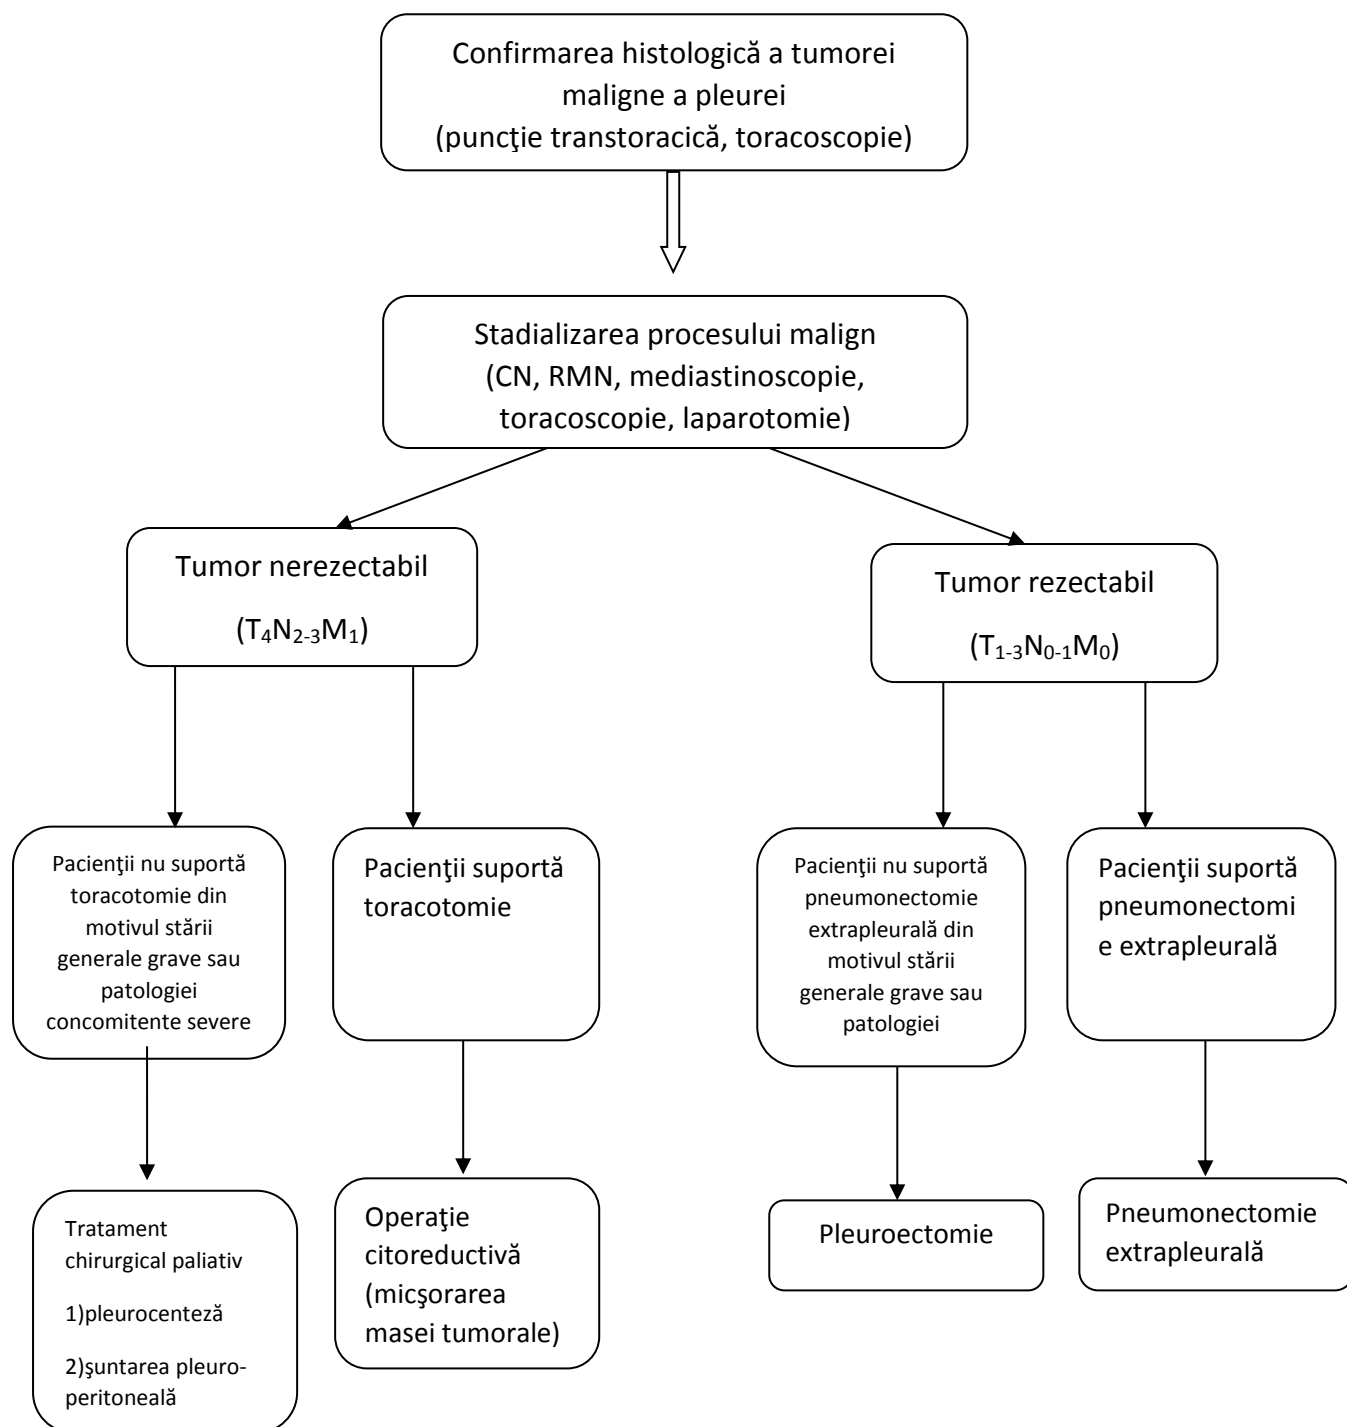 Confirmarea histologică a tumorei
maligne a pleurei
(puncţie transtoracică, toracoscopie)
Stadializarea procesului malign
(CN, RMN, mediastinoscopie,
toracoscopie, laparotomie)
Tumor nerezectabil
(T₄N₂₋₃M₁)
Tumor rezectabil
(T₁₋₃N₀₋₁M₀)
Pacienţii nu suportă
toracotomie din
motivul stării
generale grave sau
patologiei
concomitente severe
Pacienţii suportă
toracotomie
Pacienţii nu suportă
pneumonectomie
extrapleurală din
motivul stării
generale grave sau
patologiei
Pacienţii suportă
pneumonectomi
e extrapleurală
Tratament
chirurgical paliativ
1)pleurocenteză
2)şuntarea pleuro-
peritoneală
Operaţie
citoreductivă
(micşorarea
masei tumorale)
Pleuroectomie
Pneumonectomie
extrapleurală